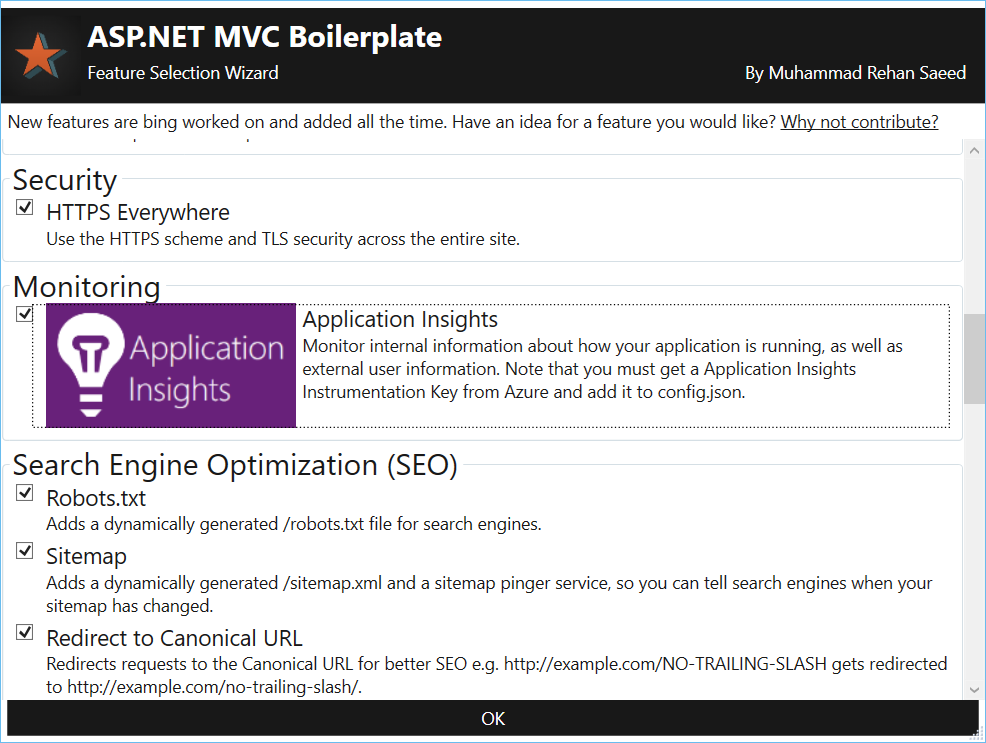 ASP.NET MVC Boilerplate
Feature Selection Wizard
By Muhammad Rehan Saeed
New features are bing worked on and added all the time. Have an idea for a feature you would like? Why not contribute?
Security
HTTPS Everywhere
Use the HTTPS scheme and TLS security across the entire site.
Monitoring
Application
Insights
Application Insights
Monitor internal information about how your application is running, as well as
external user information. Note that you must get a Application Insights
Instrumentation Key from Azure and add it to config.json.
Search Engine Optimization (SEO)
Robots.txt
Adds a dynamically generated /robots.txt file for search engines.
Sitemap
Adds a dynamically generated /sitemap.xml and a sitemap pinger service, so you can tell search engines when your
sitemap has changed.
Redirect to Canonical URL
Redirects requests to the Canonical URL for better SEO e.g. http://example.com/NO-TRAILING-SLASH gets redirected
to http://example.com/no-trailing-slash/.
OK